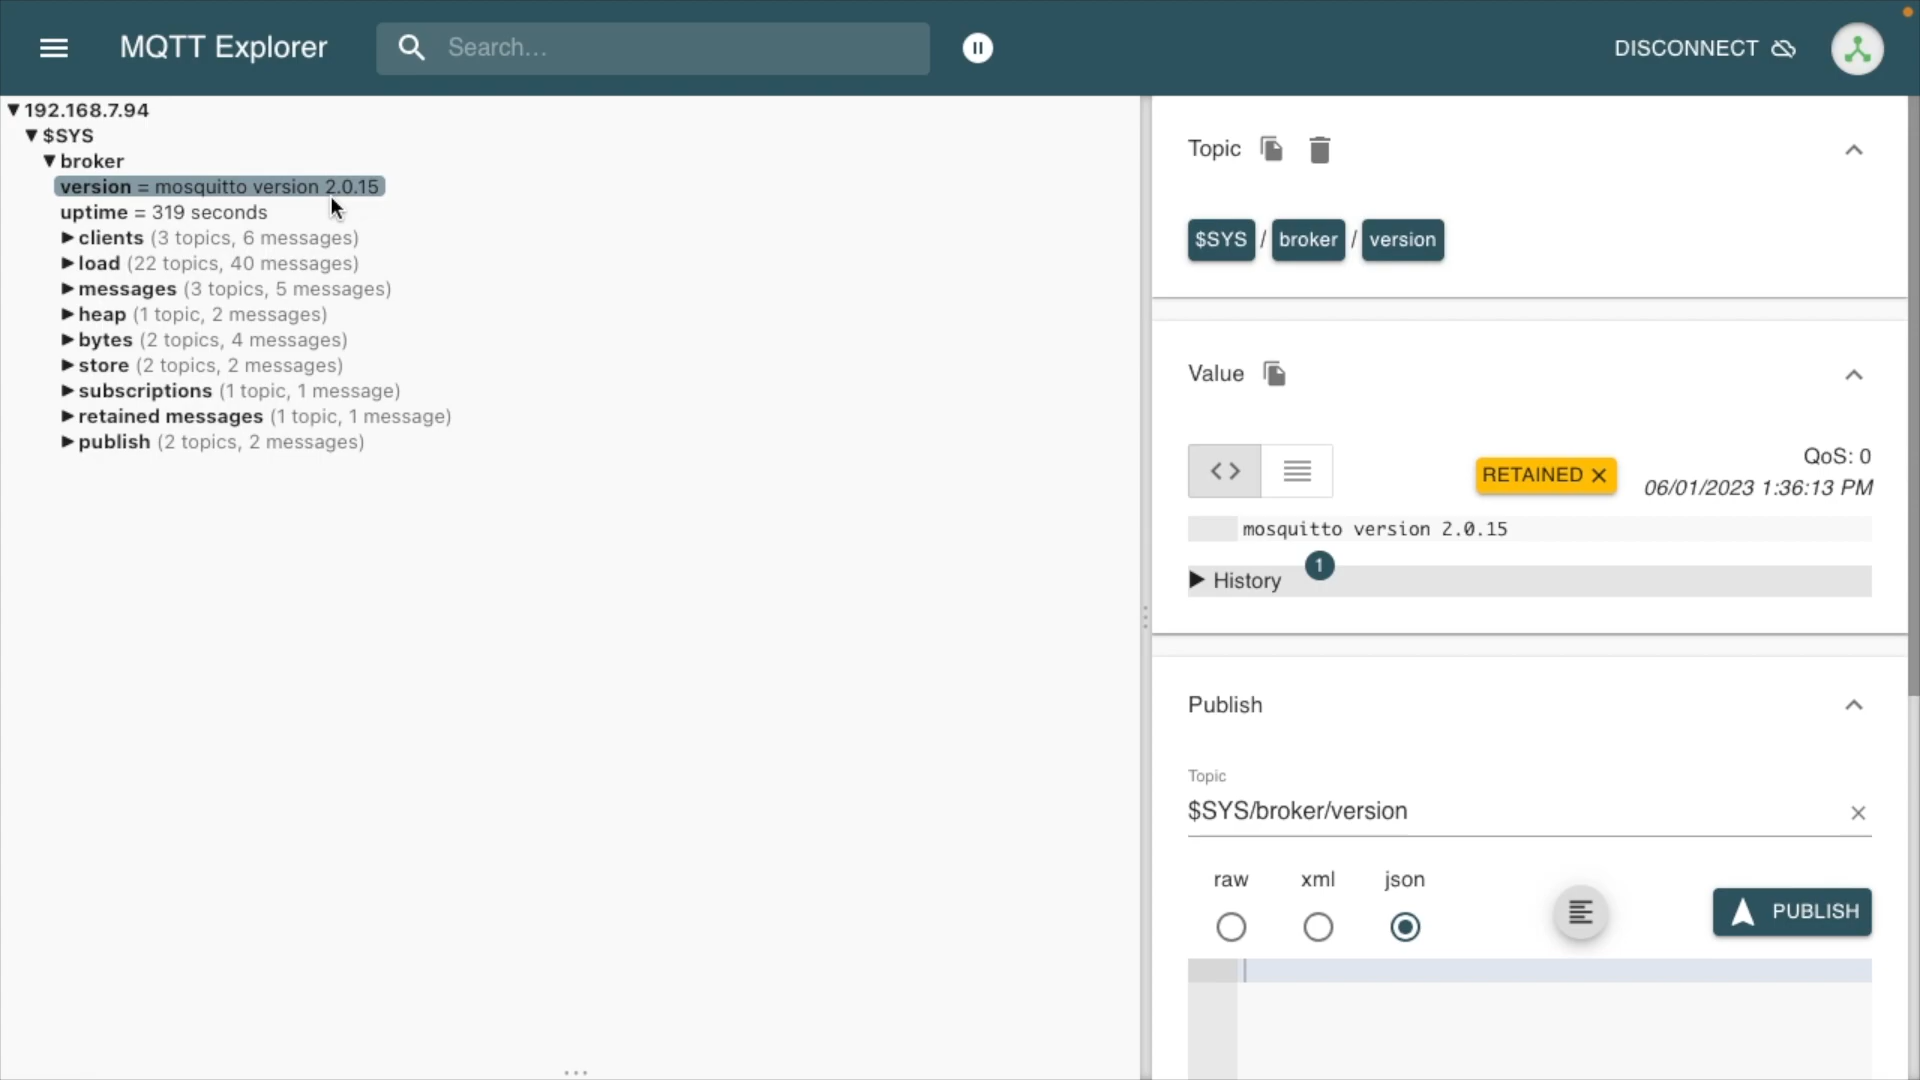 MQTT Explorer
Search...
DISCONNECT
192.168.7.94
$SYS
broker
version = mosquitto version 2.0.15
uptime = 319 seconds
clients (3 topics, 6 messages)
load (22 topics, 40 messages)
messages (3 topics, 5 messages)
heap (1 topic, 2 messages)
bytes (2 topics, 4 messages)
store (2 topics, 2 messages)
subscriptions (1 topic, 1 message)
retained messages (1 topic, 1 message)
publish (2 topics, 2 messages)
Topic
$SYS / broker / version
Value
RETAINED
QoS: 0
06/01/2023 1:36:13 PM
mosquitto version 2.0.15
History 1
Publish
Topic
$SYS/broker/version
raw xml json
PUBLISH